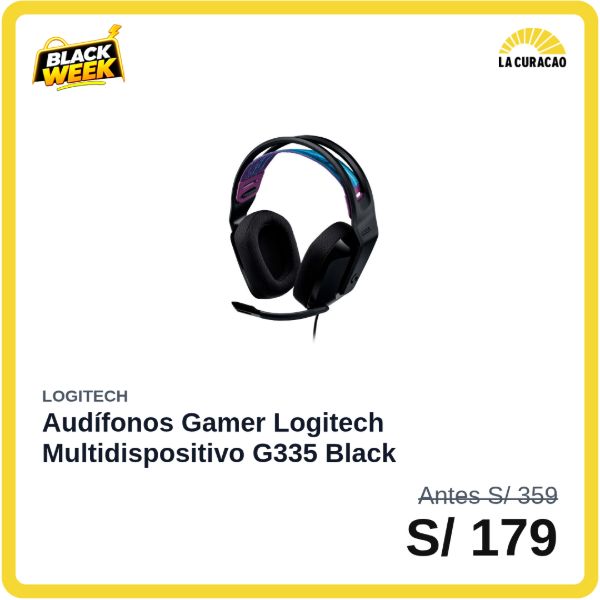 BLACK
WEEK
LA CURACAO
LOGITECH
Audífonos Gamer Logitech
Multidispositivo G335 Black
Antes S/ 359
S/ 179